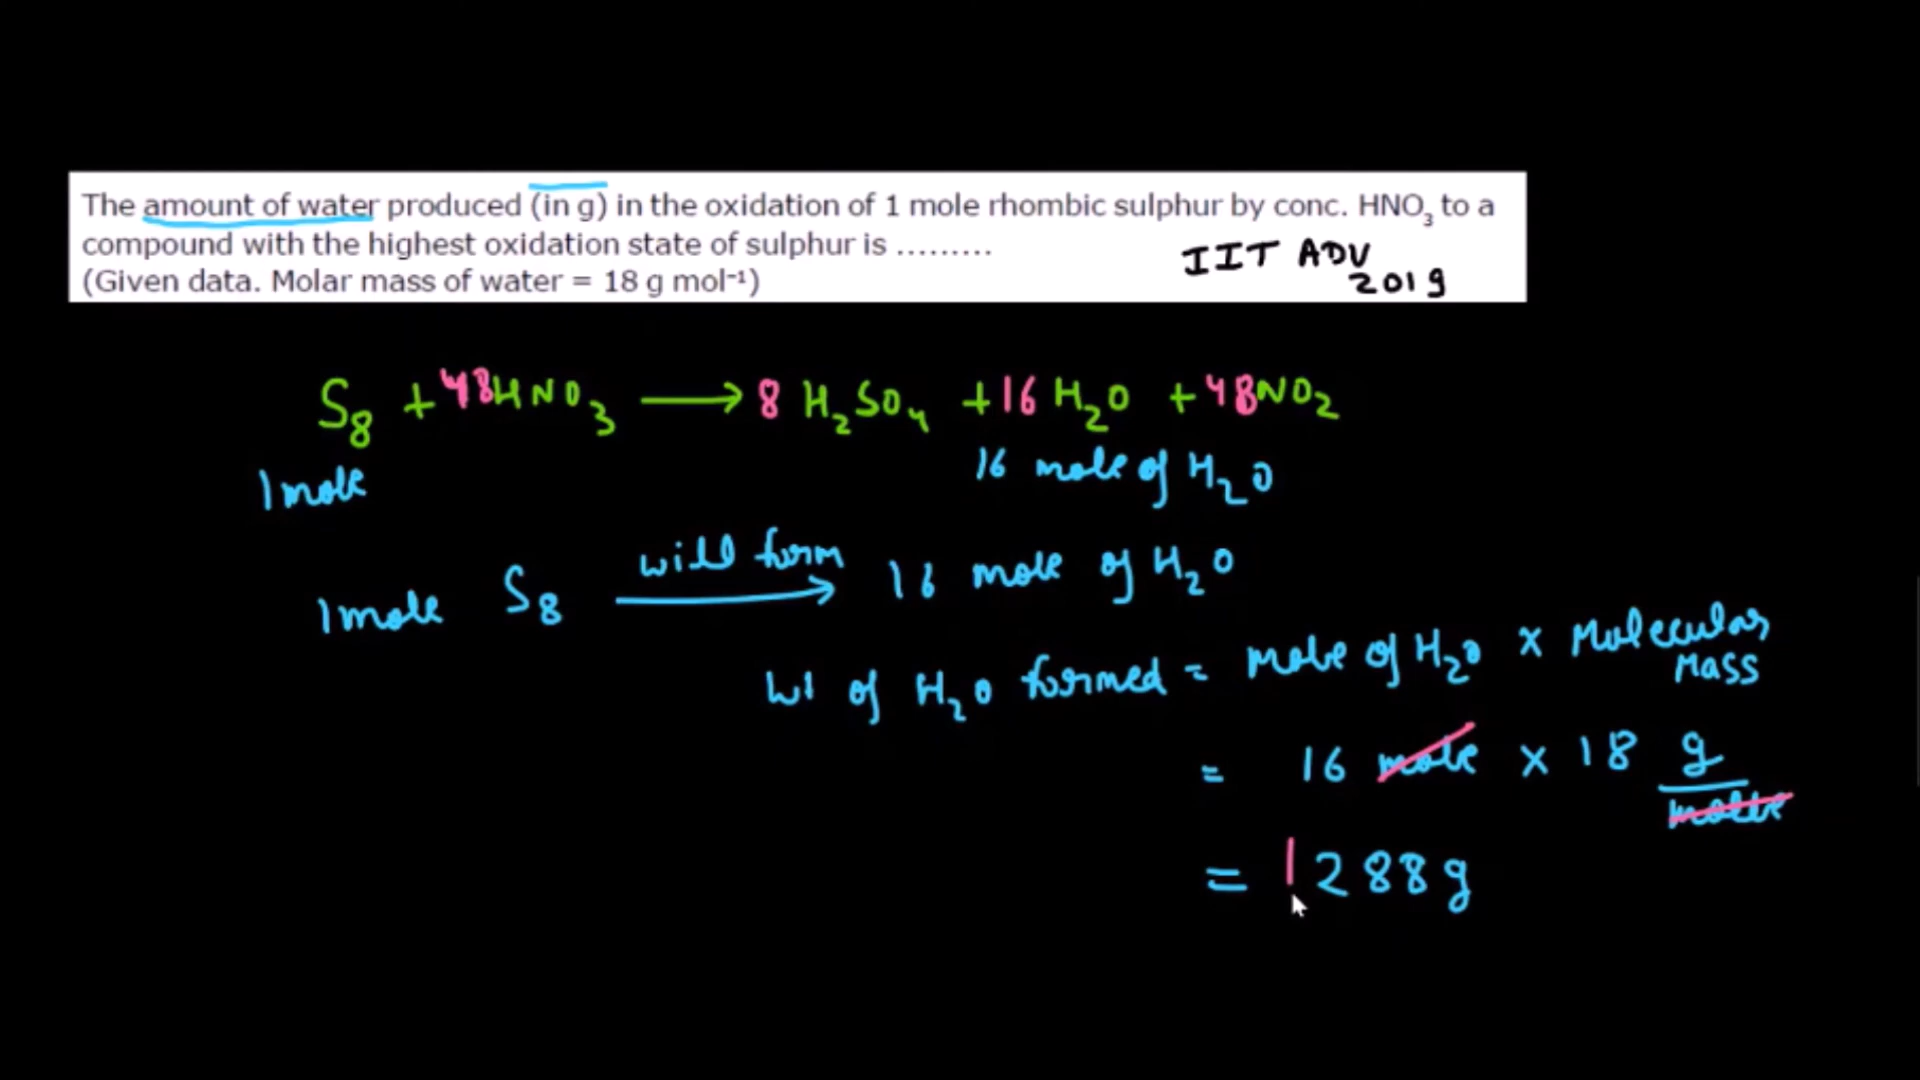 The amount of water produced (in g) in the oxidation of 1 mole rhombic sulphur by conc. HNO₃ to a
compound with the highest oxidation state of sulphur is .........
(Given data. Molar mass of water = 18 g mol⁻¹)
IIT ADV
2019
S₈ + 48HNO₃ ⟶ 8 H₂SO₄ + 16 H₂O + 48NO₂
1 mole
16 mole of H₂O
1 mole S₈ will form ⟶ 16 mole of H₂O
Wt of H₂O formed = mole of H₂O × Molecular
Mass
= 16 mole × 18 g/mole
= 288 g